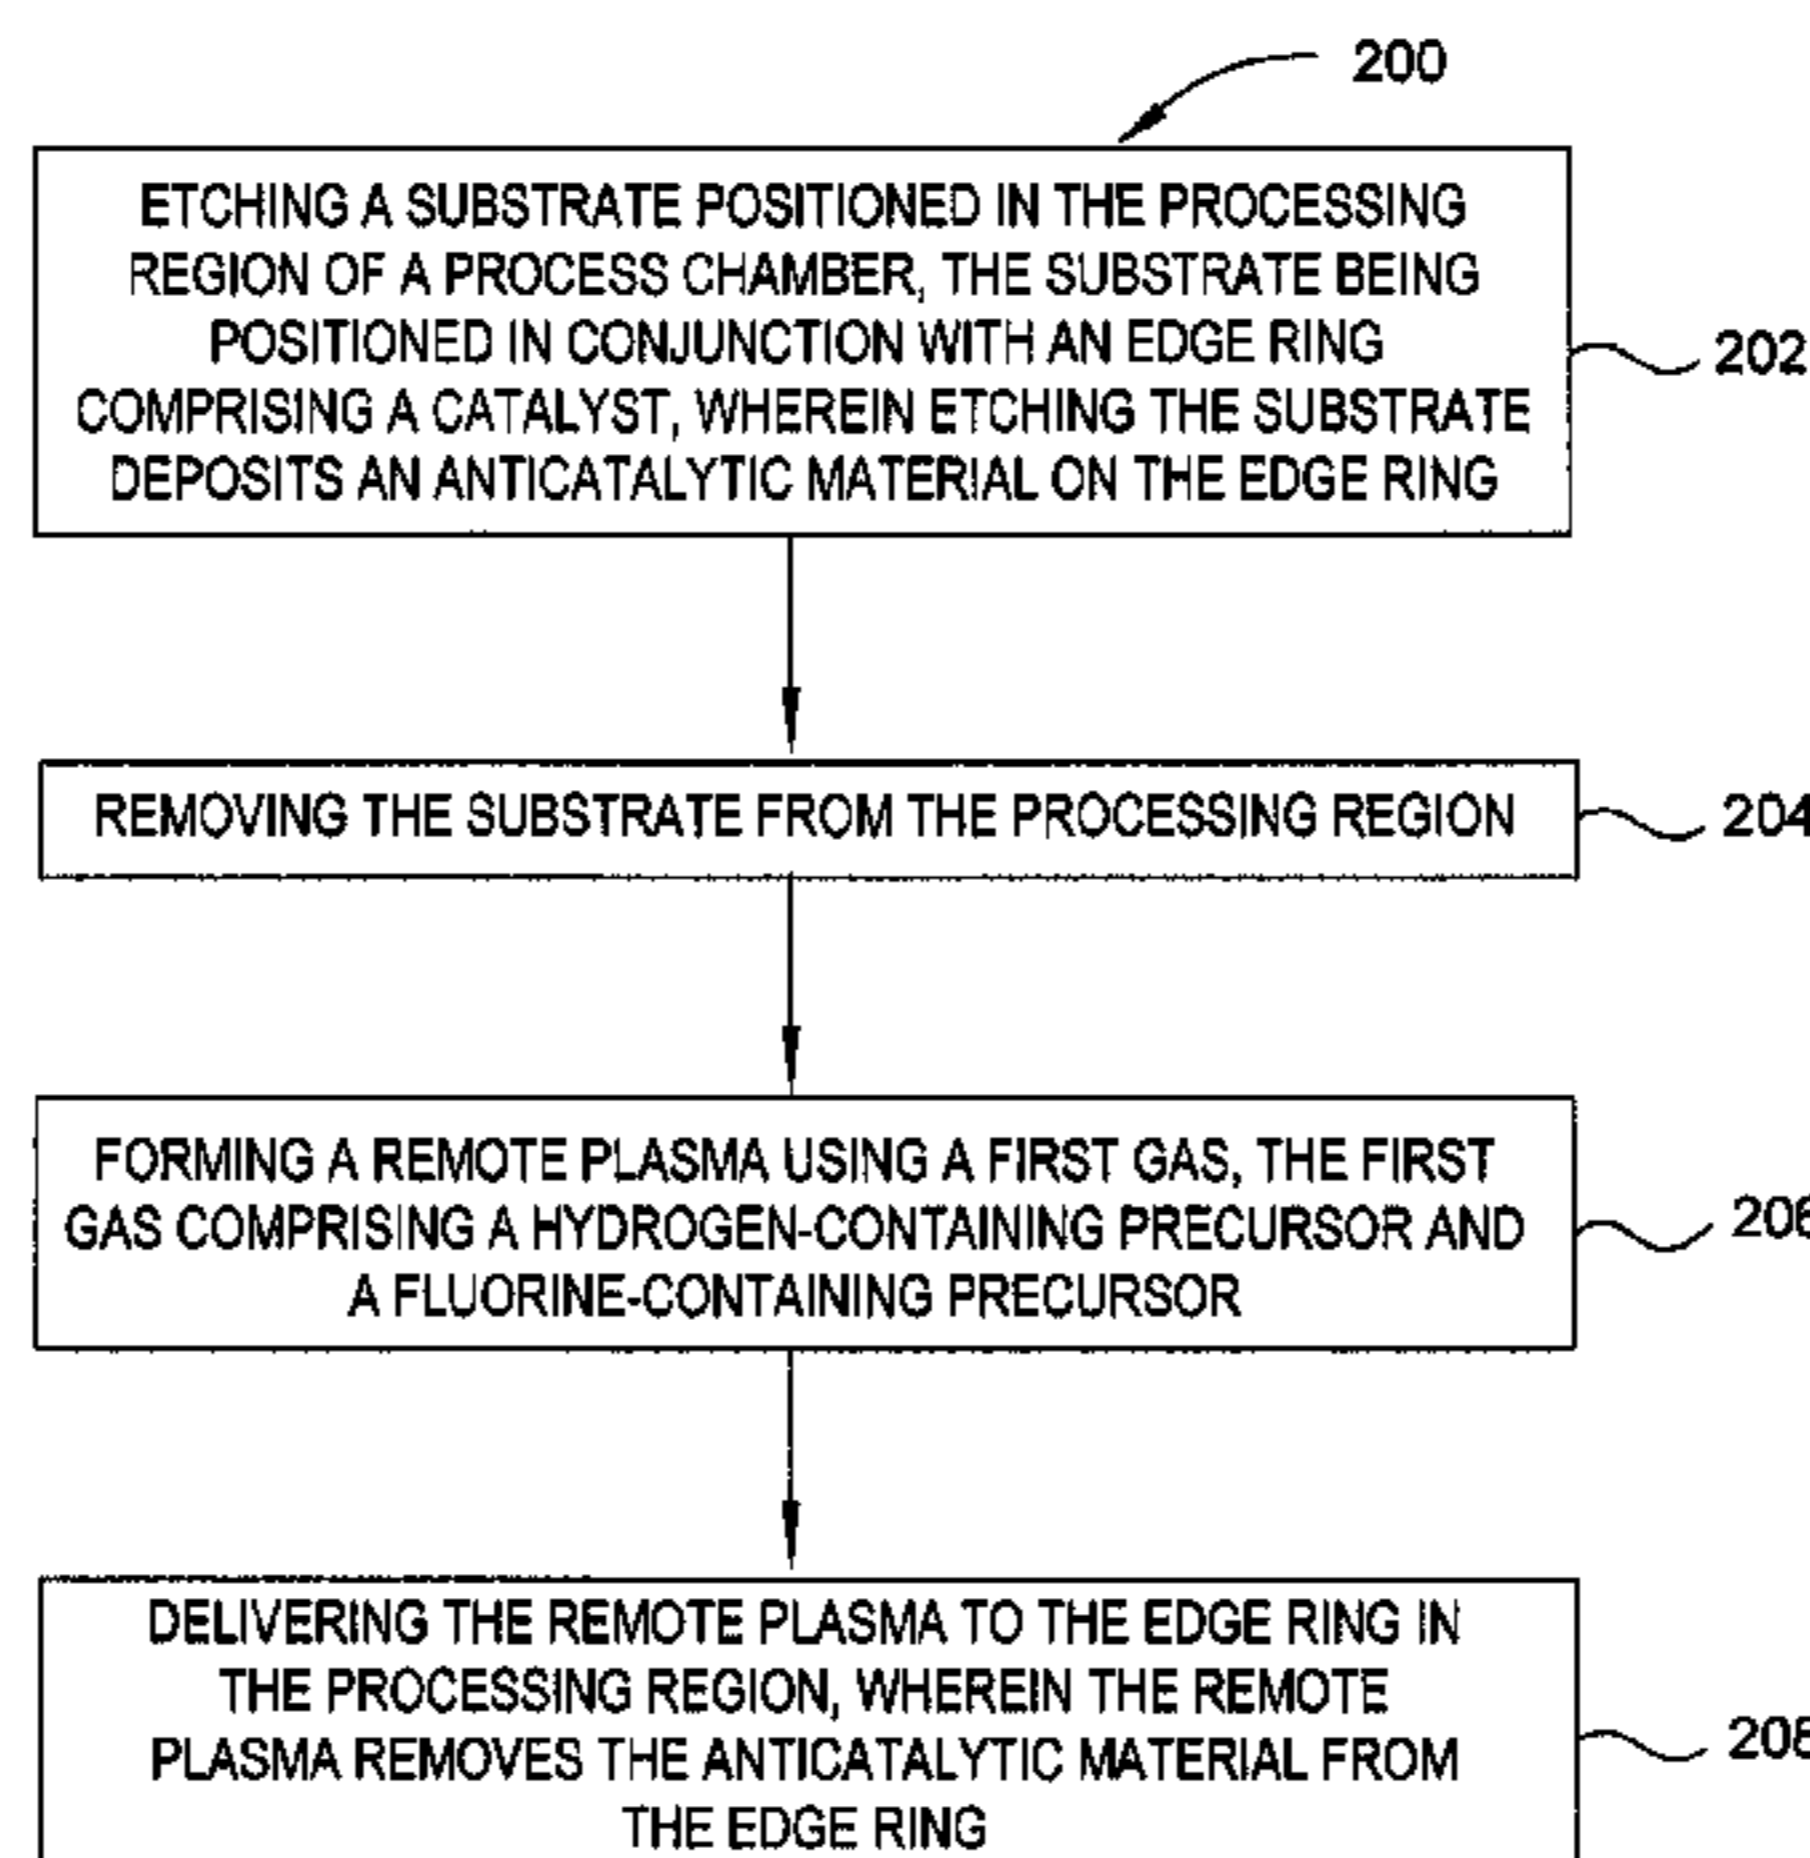 200
ETCHING A SUBSTRATE POSITIONED IN THE PROCESSING
REGION OF A PROCESS CHAMBER, THE SUBSTRATE BEING
POSITIONED IN CONJUNCTION WITH AN EDGE RING
COMPRISING A CATALYST, WHEREIN ETCHING THE SUBSTRATE
DEPOSITS AN ANTICATALYTIC MATERIAL ON THE EDGE RING
202
REMOVING THE SUBSTRATE FROM THE PROCESSING REGION
204
FORMING A REMOTE PLASMA USING A FIRST GAS, THE FIRST
GAS COMPRISING A HYDROGEN-CONTAINING PRECURSOR AND
A FLUORINE-CONTAINING PRECURSOR
206
DELIVERING THE REMOTE PLASMA TO THE EDGE RING IN
THE PROCESSING REGION, WHEREIN THE REMOTE
PLASMA REMOVES THE ANTICATALYTIC MATERIAL FROM
THE EDGE RING
208